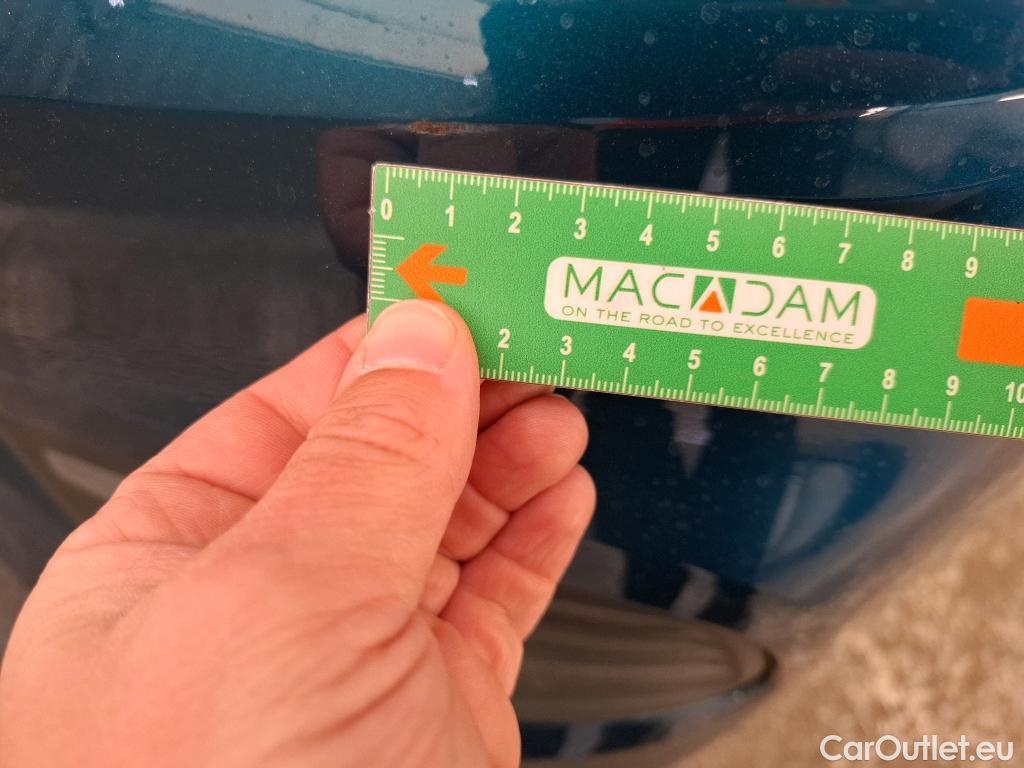 0 1 2 3 4 5 6 7 8 9
MACADAM
ON THE ROAD TO EXCELLENCE
2 3 4 5 6 7 8 9 10
CarOutlet.eu